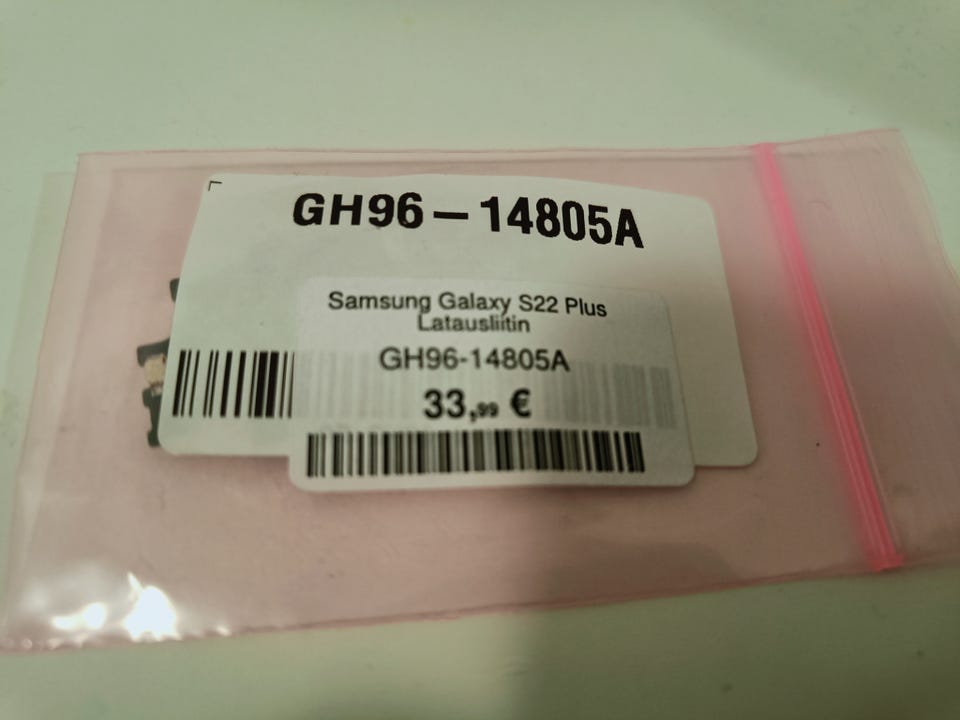 GH96-14805A
Samsung Galaxy S22 Plus
Latausliitin
GH96-14805A
33,99 €